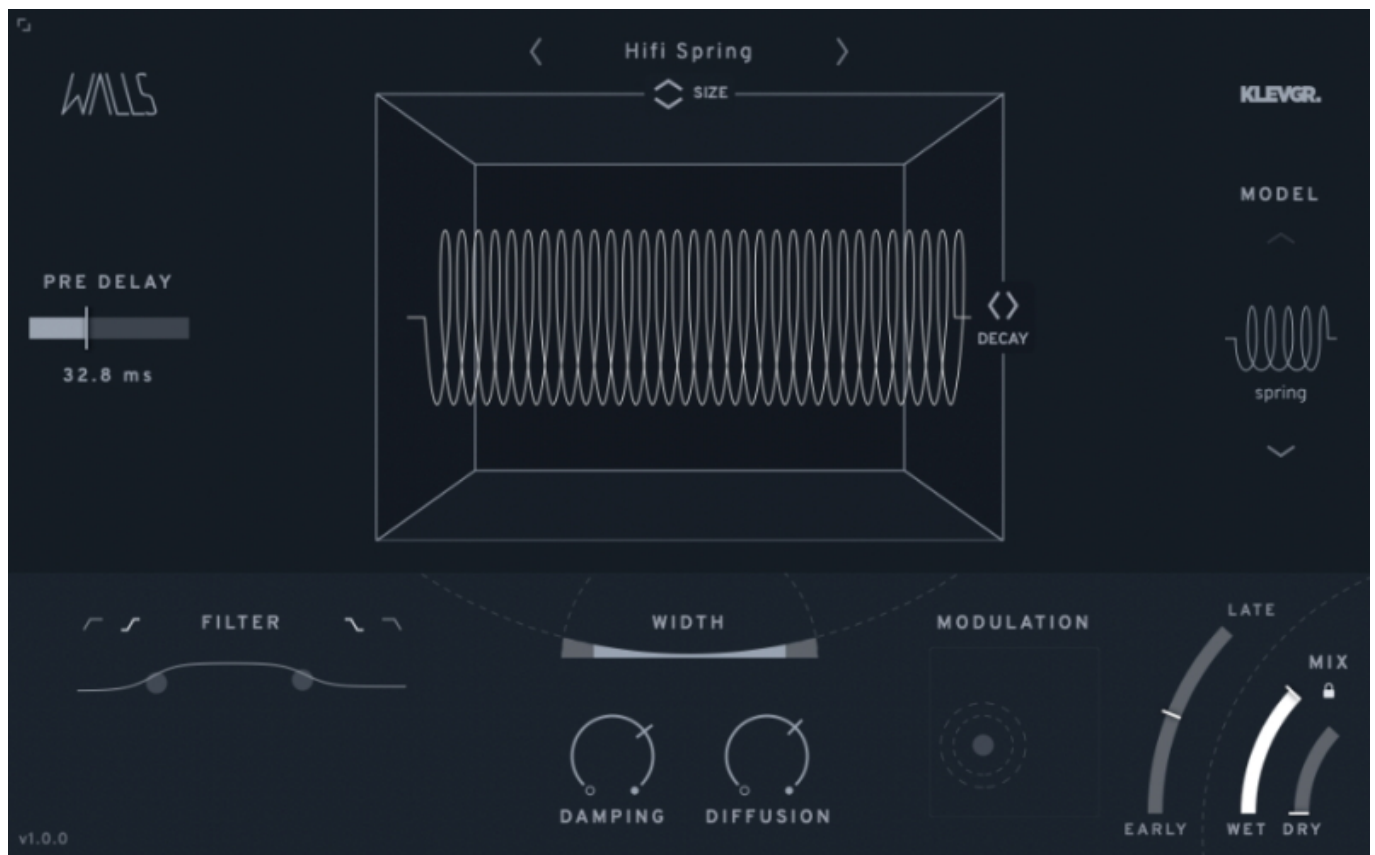 Hifi Spring
WALLS
SIZE
KLEVGR.
MODEL
PRE DELAY
32.8 ms
DECAY
spring
FILTER
WIDTH
MODULATION
LATE
MIX
DAMPING
DIFFUSION
EARLY
WET
DRY
v1.0.0